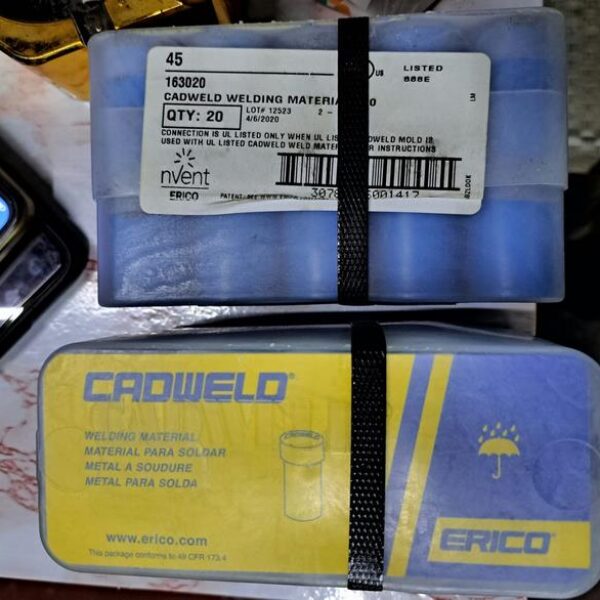 45
163020
CADWELD WELDING MATERIA
QTY: 20
LOT# 12523
4/6/2020
US LISTED
888E
LM
CONNECTION IS UL LISTED ONLY WHEN UL LIS DWELD MOLD IS
USED WITH UL LISTED CADWELD WELD MATE INSTRUCTIONS
nVent
ERICO
001417
CADWELD®
WELDING MATERIAL
MATERIAL PARA SOLDAR
METAL A SOUDURE
METAL PARA SOLDA
www.erico.com
This package conforms to 49 CFR 173.4
ERICO®